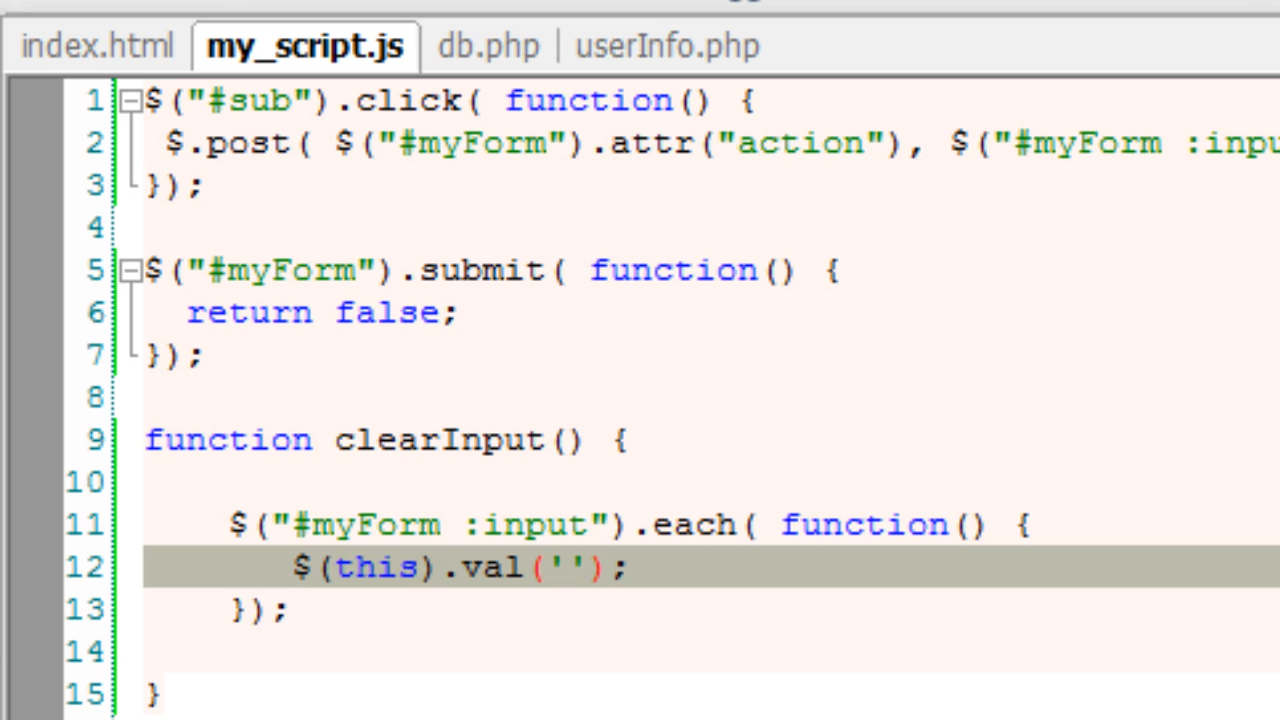 index.html my_script.js db.php userInfo.php
1 $("#sub").click( function() {
2 $.post( $("#myForm").attr("action"), $("#myForm :inpu
3 });
4
5 $("#myForm").submit( function() {
6 return false;
7 });
8
9 function clearInput() {
10
11 $("#myForm :input").each( function() {
12 $(this).val('');
13 });
14
15 }